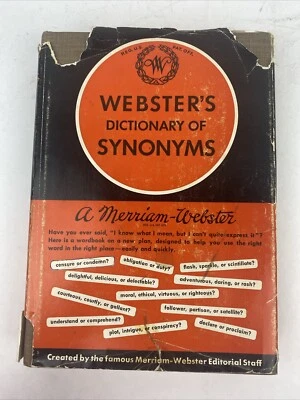 REG. U.S. PAT. OFF.
W
WEBSTER'S
DICTIONARY OF
SYNONYMS
A Merriam-Webster
Have you ever said, "I know what I mean, but I can't quite express it"?
Here is a wordbook on a new plan, designed to help you use the right
word in the right place—easily and quickly.
censure or condemn?
obligation or duty?
flash, sparkle, or scintillate?
delightful, delicious, or delectable?
adventurous, daring, or rash?
courteous, courtly, or gallant?
moral, ethical, virtuous, or righteous?
follower, partisan, or satellite?
understand or comprehend?
plot, intrigue, or conspiracy?
declare or proclaim?
Created by the famous Merriam-Webster Editorial Staff